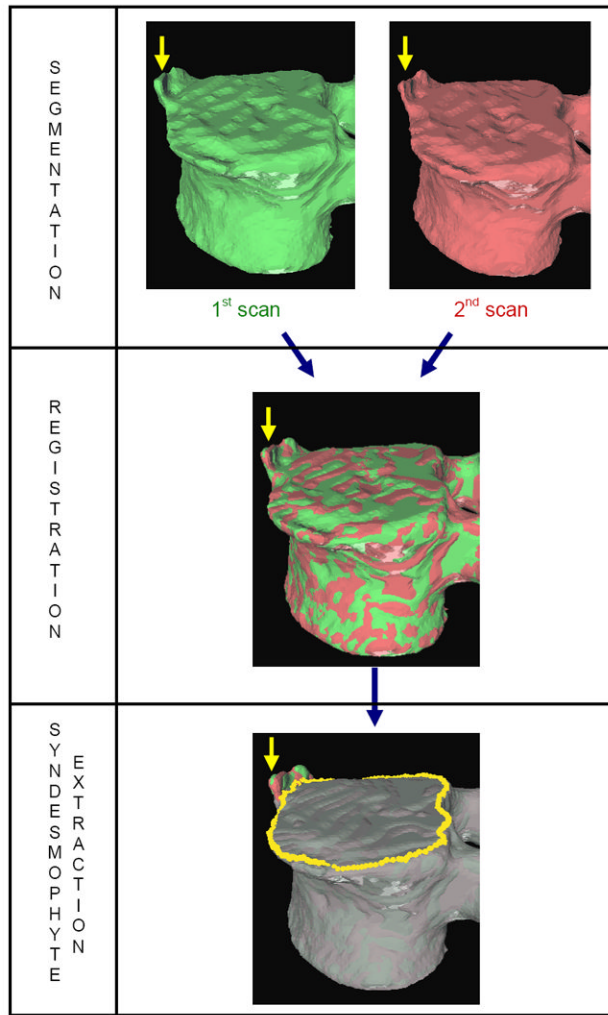 SEGMENTATION
1st scan
2nd scan
REGISTRATION
SYNDESMOPHYTE
EXTRACTION